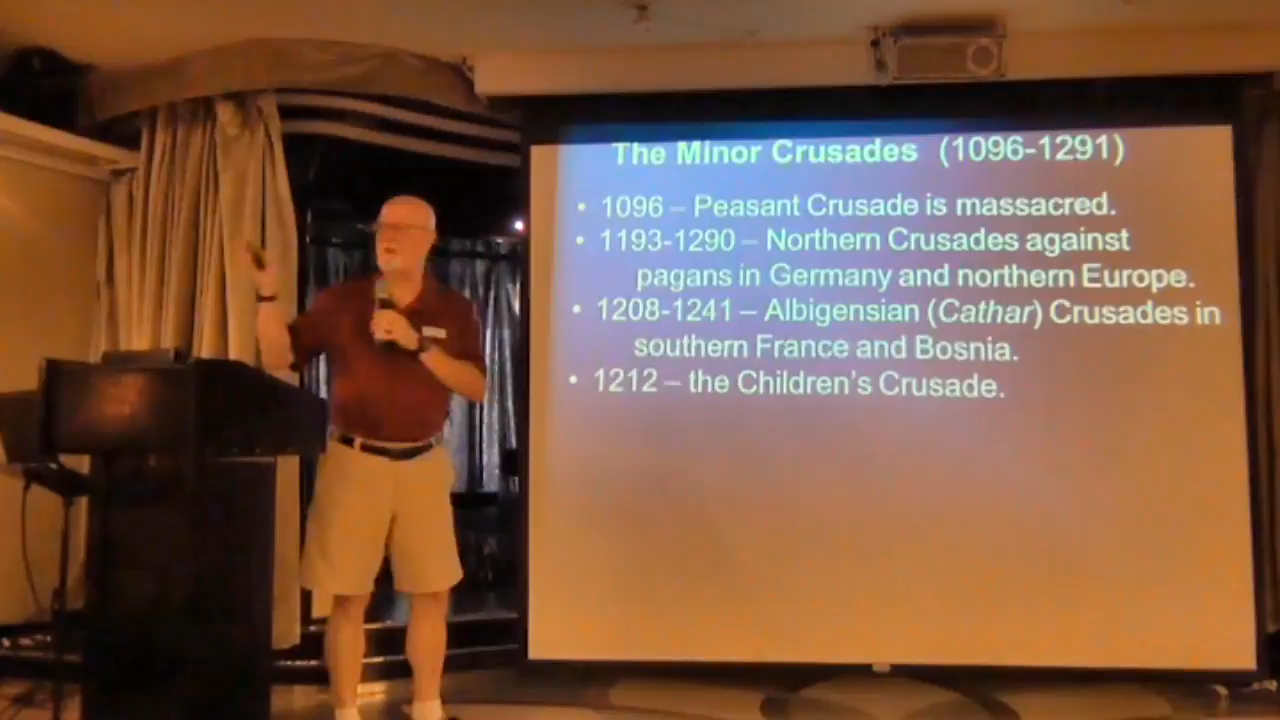 The Minor Crusades (1096-1291)
• 1096 – Peasant Crusade is massacred.
• 1193-1290 – Northern Crusades against
pagans in Germany and northern Europe.
• 1208-1241 – Albigensian (Cathar) Crusades in
southern France and Bosnia.
• 1212 – the Children's Crusade.